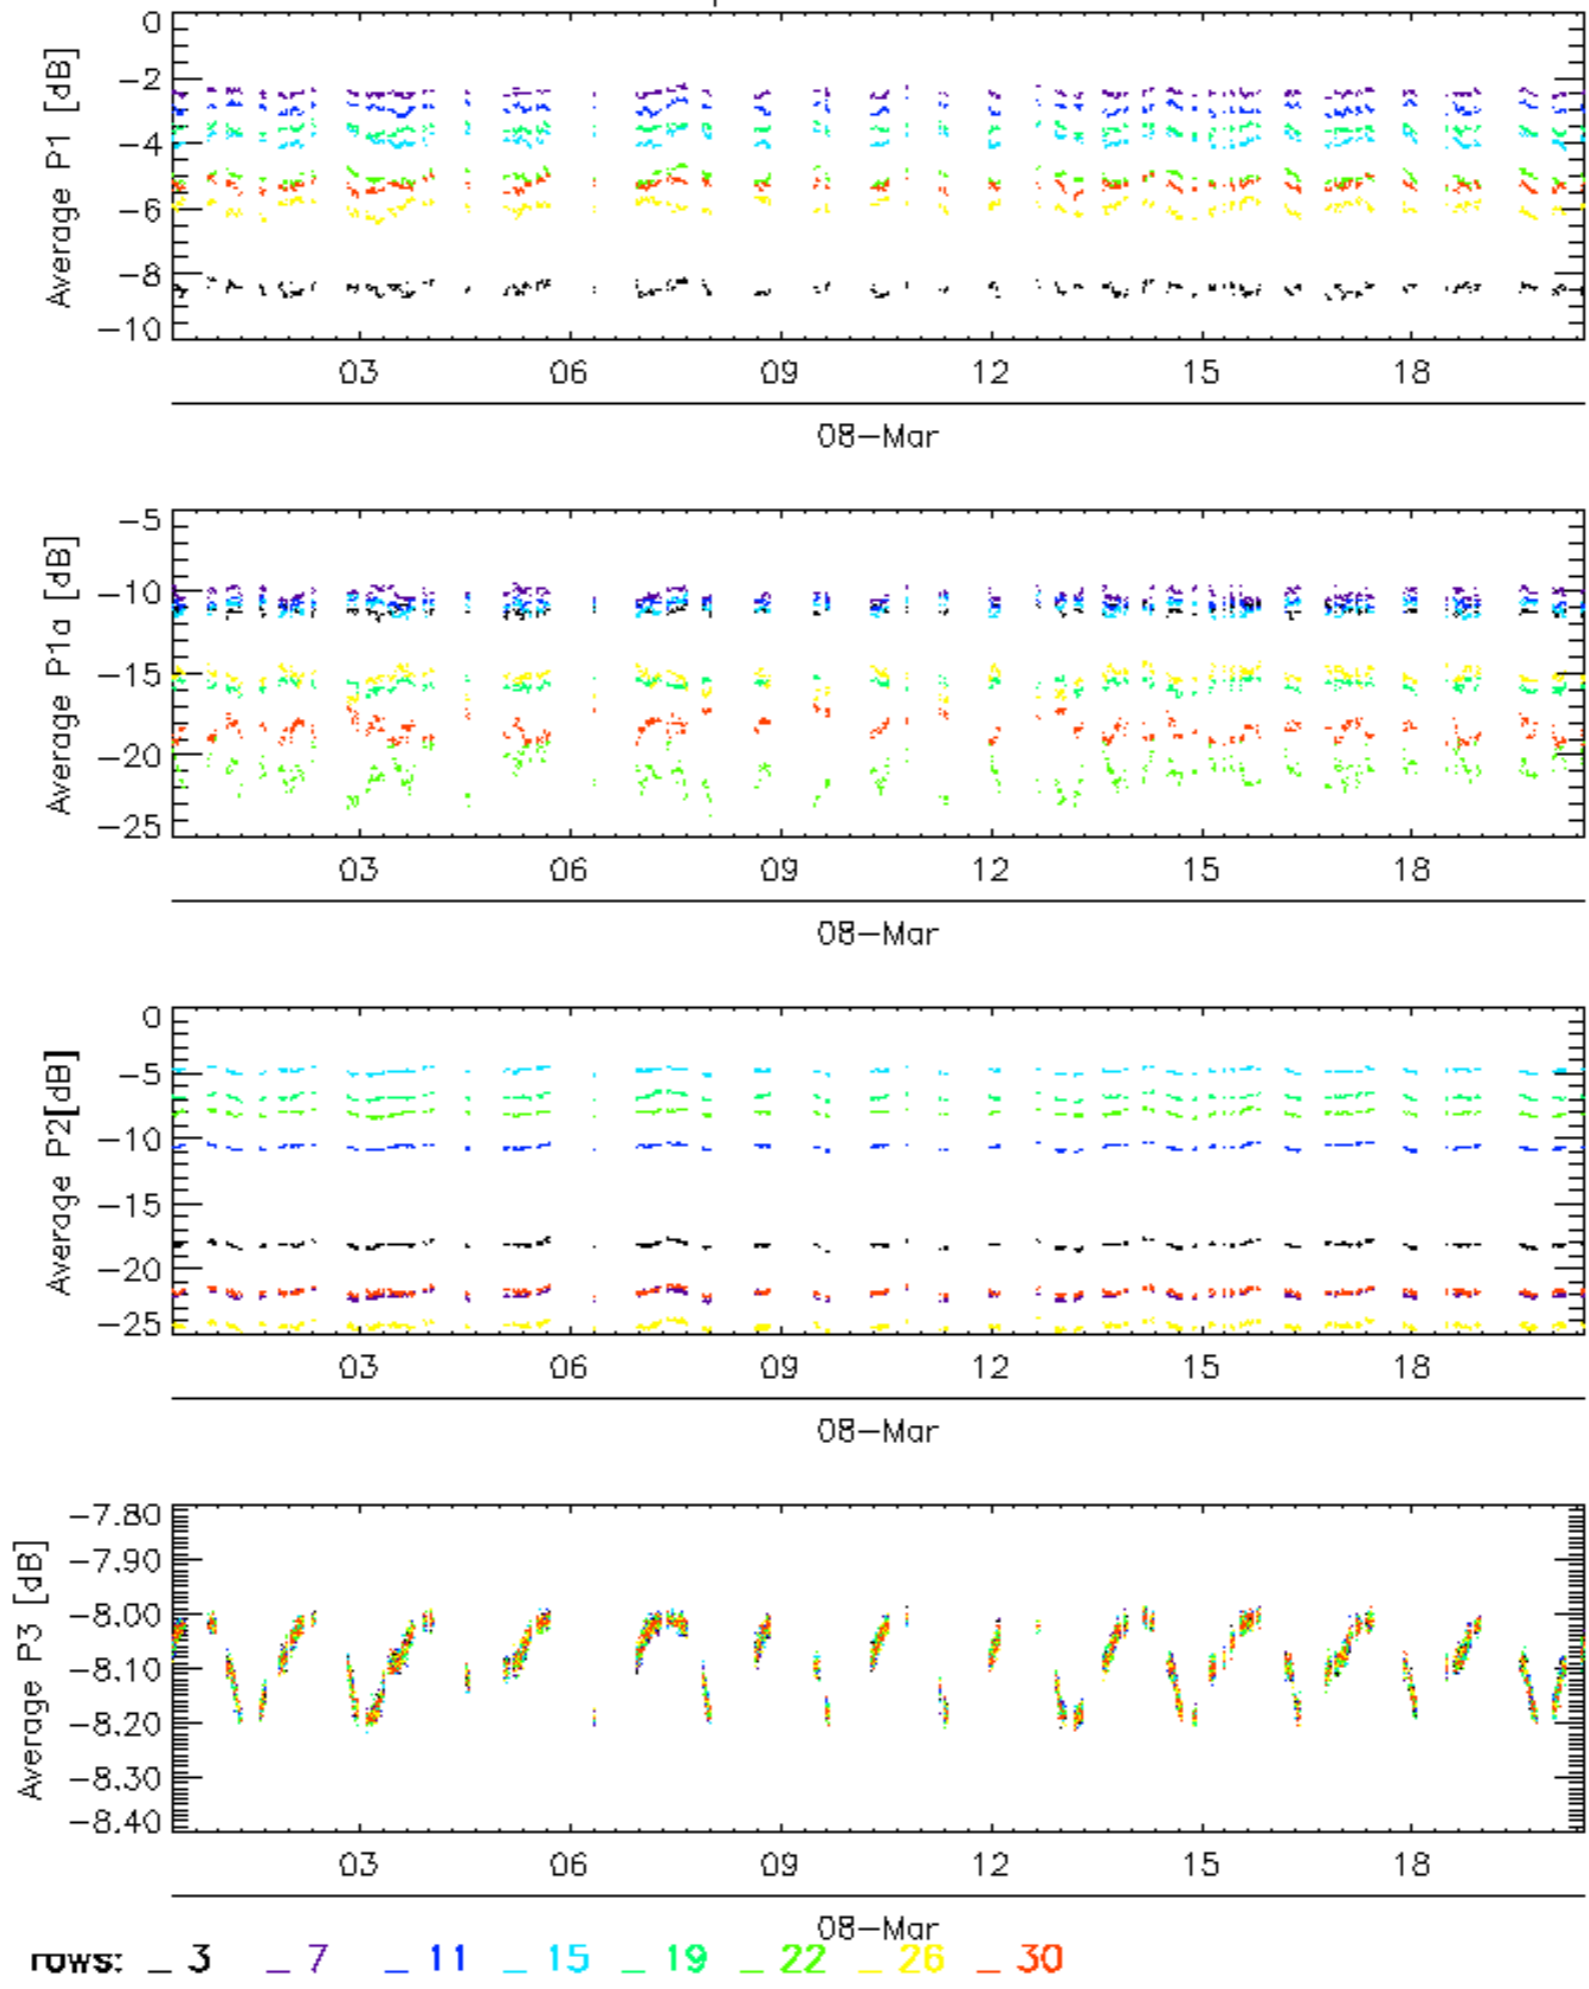 Average P1 [dB]
0
-2
-4
-6
-8
-10
03 06 09 12 15 18
08-Mar
Average P1a [dB]
-5
-10
-15
-20
-25
03 06 09 12 15 18
08-Mar
Average P2[dB]
0
-5
-10
-15
-20
-25
03 06 09 12 15 18
08-Mar
Average P3 [dB]
-7.80
-7.90
-8.00
-8.10
-8.20
-8.30
-8.40
03 06 09 12 15 18
08-Mar
rows: _ 3 _ 7 _ 11 _ 15 _ 19 _ 22 _ 26 _ 30